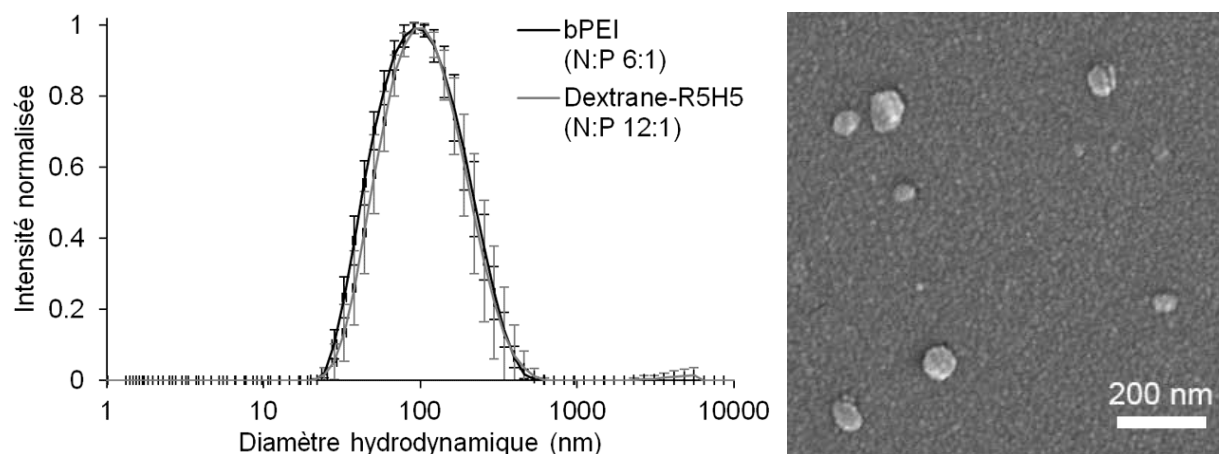 Intensité normalisée
1
0.8
0.6
0.4
0.2
0
1
10
100
1000
10000
Diamètre hydrodynamique (nm)
bPEI
(N:P 6:1)
Dextrane-R5H5
(N:P 12:1)
200 nm